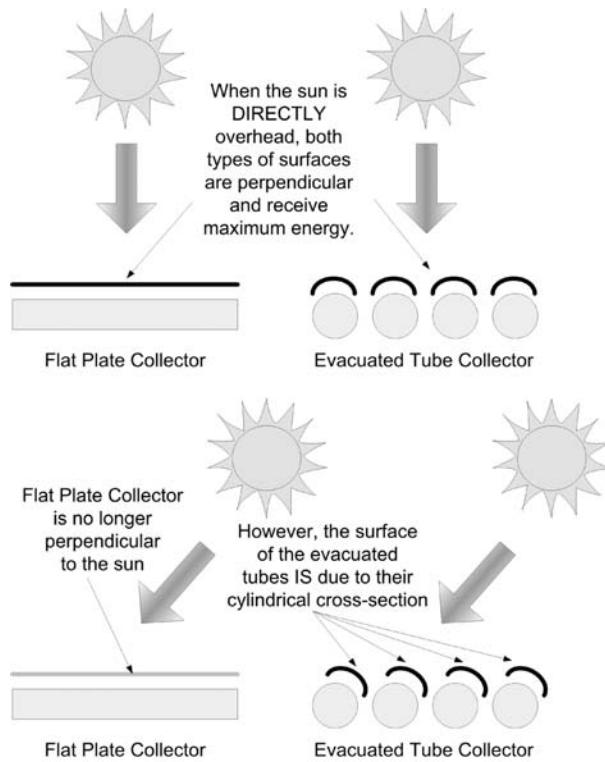 When the sun is
DIRECTLY
overhead, both
types of surfaces
are perpendicular
and receive
maximum energy.
Flat Plate Collector
Evacuated Tube Collector
Flat Plate Collector
is no longer
perpendicular
to the sun
However, the surface
of the evacuated
tubes IS due to their
cylindrical cross-section
Flat Plate Collector
Evacuated Tube Collector